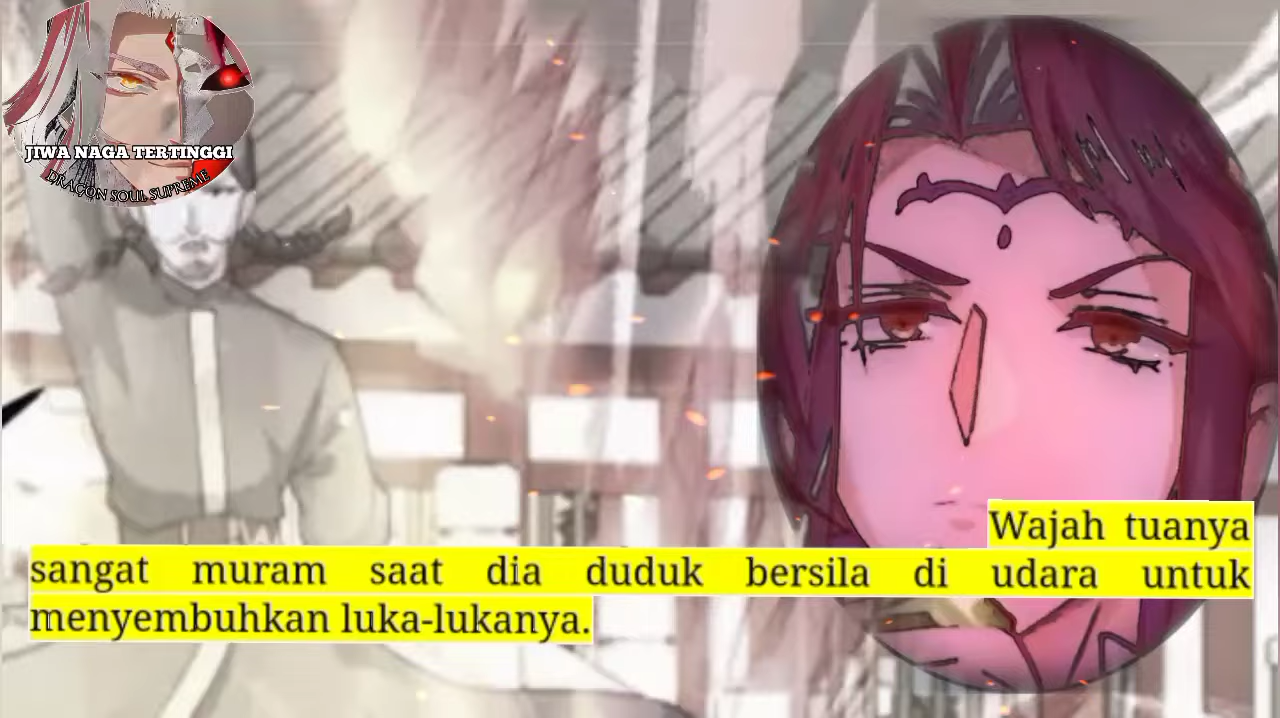 JIWA NAGA TERTINGGI
DRAGON SOUL SUPREME
Wajah tuanya
sangat muram saat dia duduk bersila di udara untuk
menyembuhkan luka-lukanya.